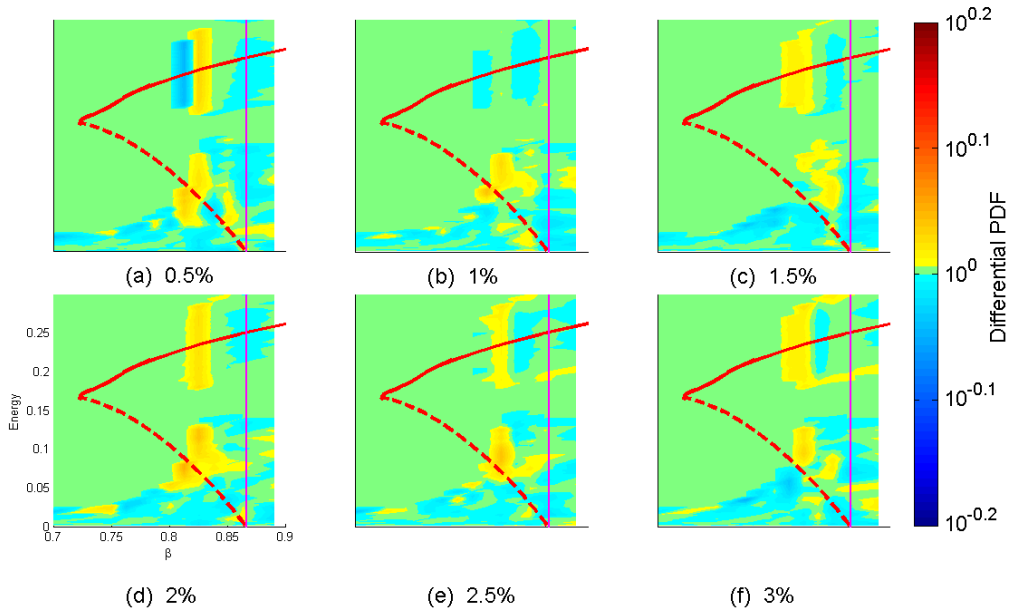 10^0.2
10^0.1
10^0
10^-0.1
10^-0.2
Differential PDF
(a) 0.5%
(b) 1%
(c) 1.5%
0.25
0.2
0.15
0.1
0.05
0
Energy
0.7 0.75 0.8 0.85 0.9
β
(d) 2%
(e) 2.5%
(f) 3%